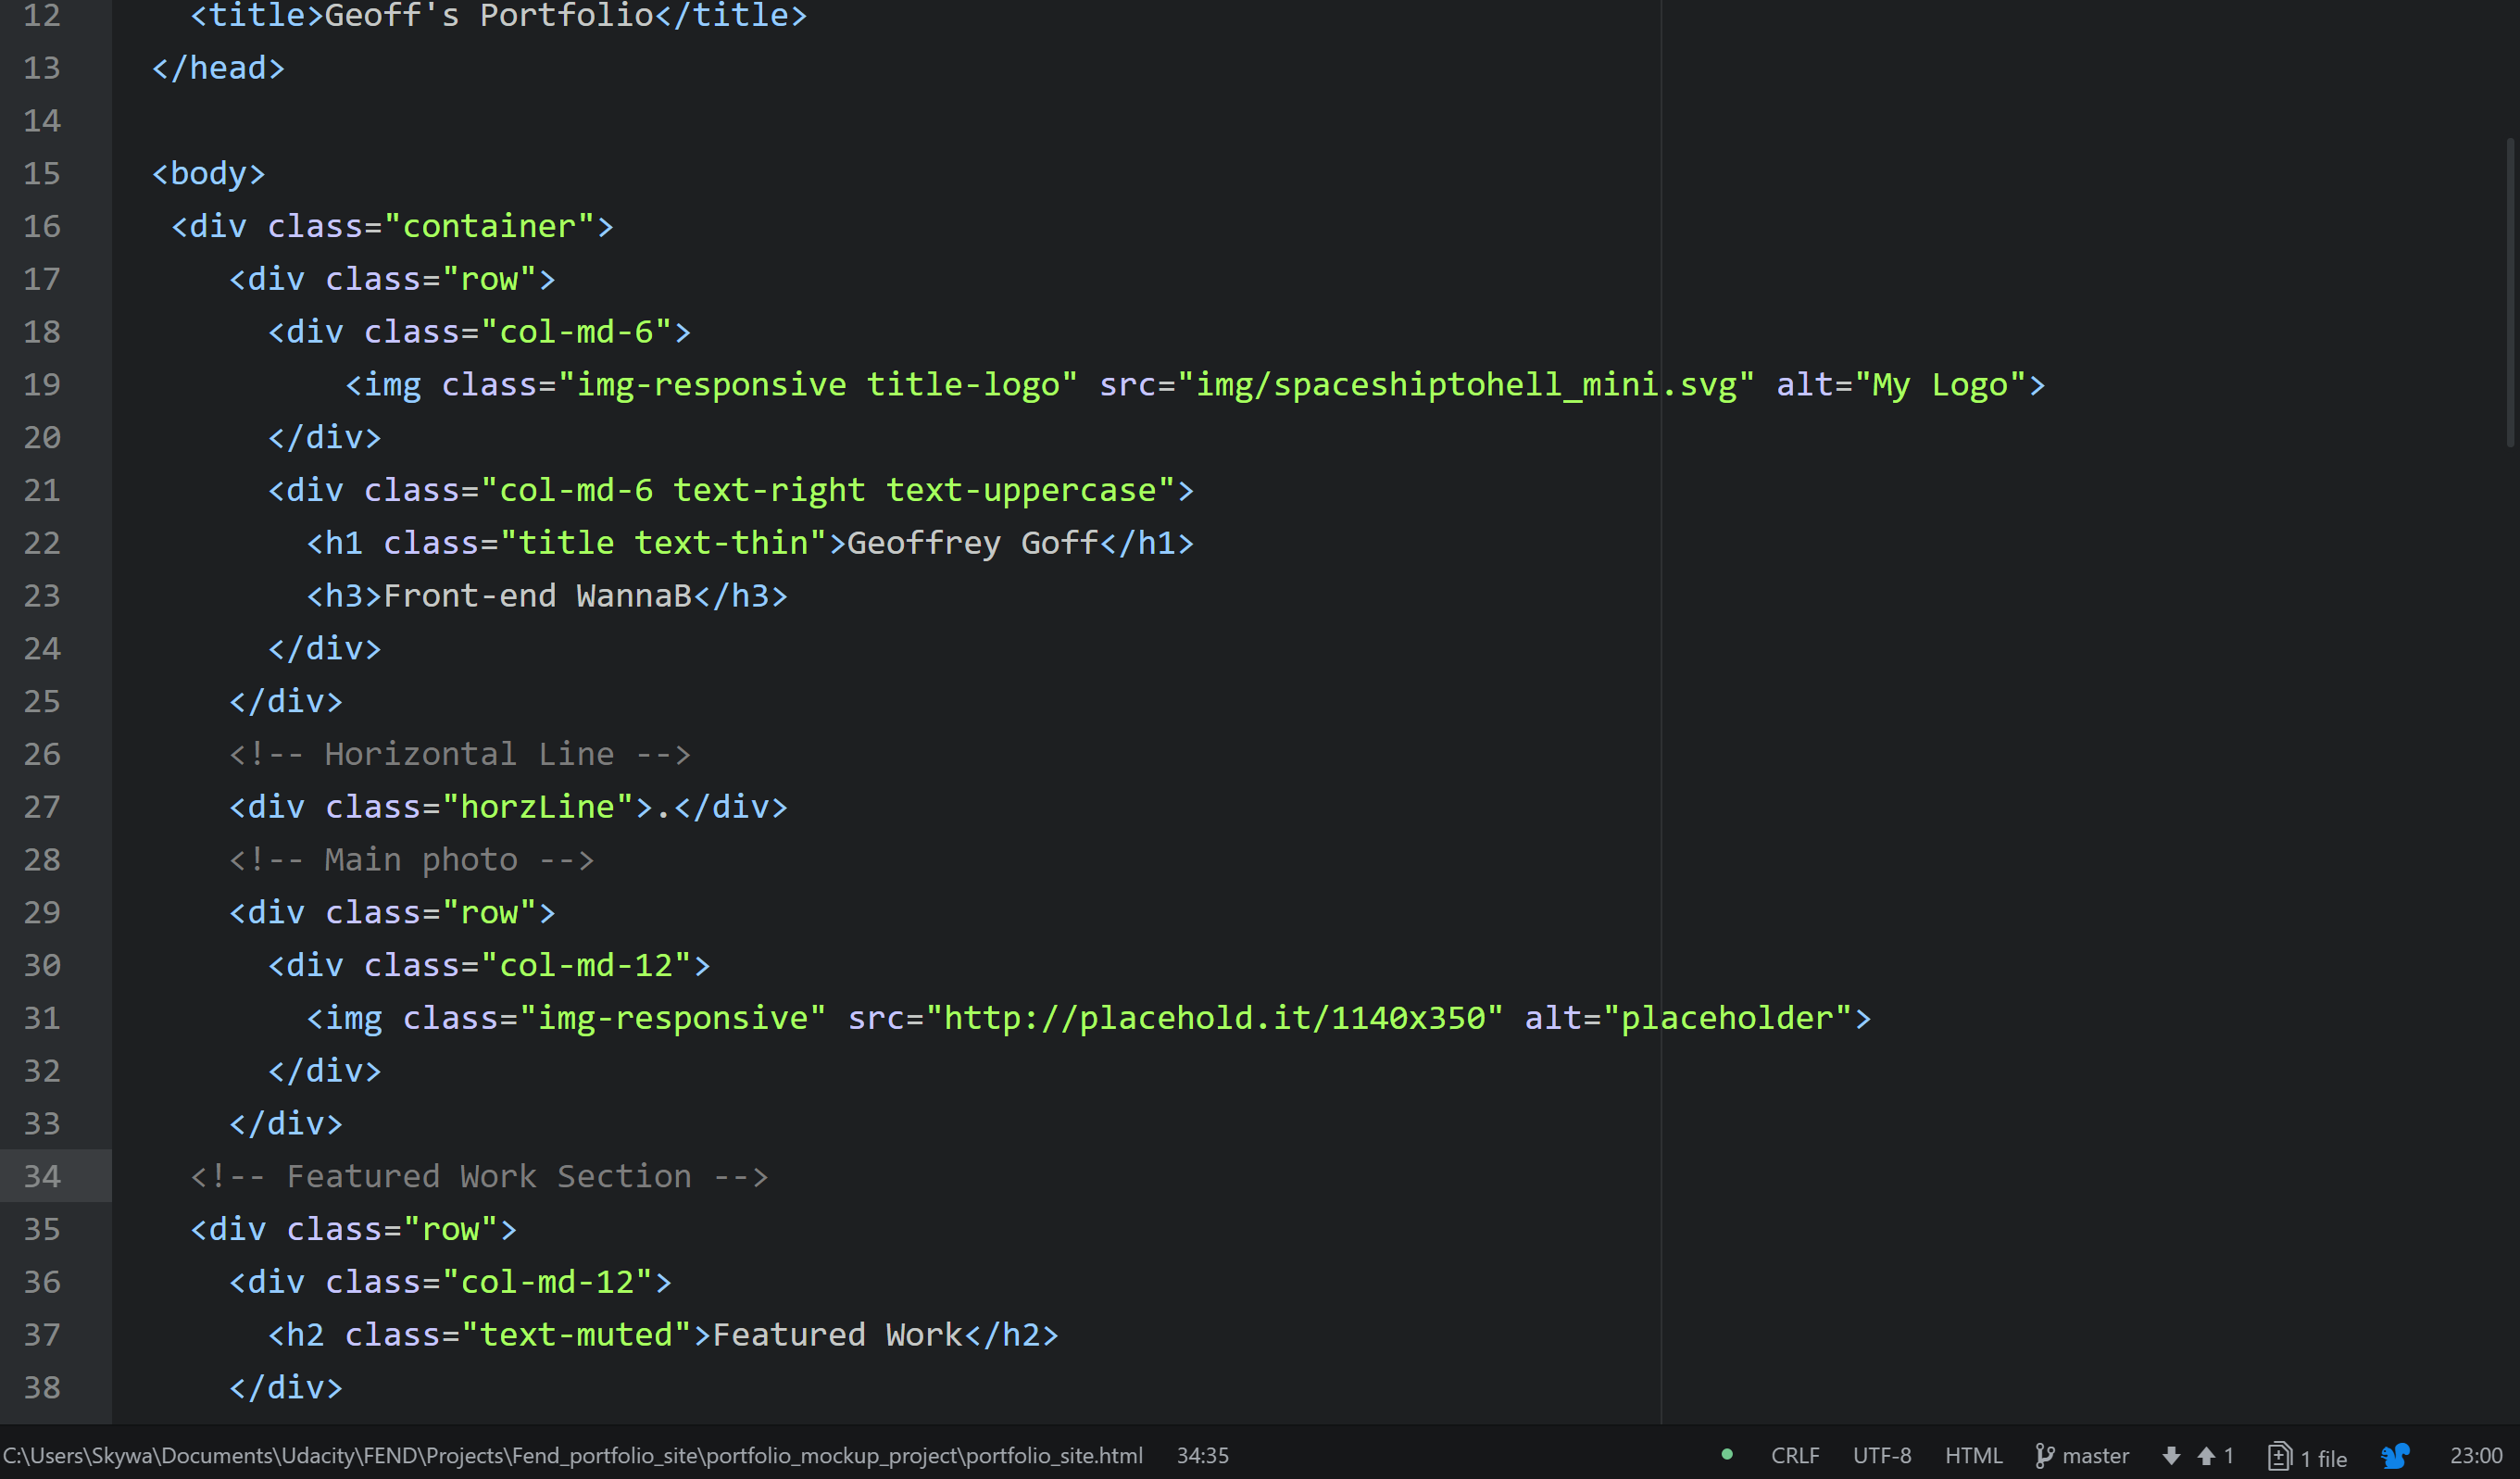 12 <title>Geoff's Portfolio</title>
13 </head>
14
15 <body>
16 <div class="container">
17 <div class="row">
18 <div class="col-md-6">
19 <img class="img-responsive title-logo" src="img/spaceshiptohell_mini.svg" alt="My Logo">
20 </div>
21 <div class="col-md-6 text-right text-uppercase">
22 <h1 class="title text-thin">Geoffrey Goff</h1>
23 <h3>Front-end WannaB</h3>
24 </div>
25 </div>
26 <!-- Horizontal Line -->
27 <div class="horzLine">.</div>
28 <!-- Main photo -->
29 <div class="row">
30 <div class="col-md-12">
31 <img class="img-responsive" src="http://placehold.it/1140x350" alt="placeholder">
32 </div>
33 </div>
34 <!-- Featured Work Section -->
35 <div class="row">
36 <div class="col-md-12">
37 <h2 class="text-muted">Featured Work</h2>
38 </div>
C:\Users\Skywa\Documents\Udacity\FEND\Projects\Fend_portfolio_site\portfolio_mockup_project\portfolio_site.html 34:35 CRLF UTF-8 HTML master 1 1 file 23:00